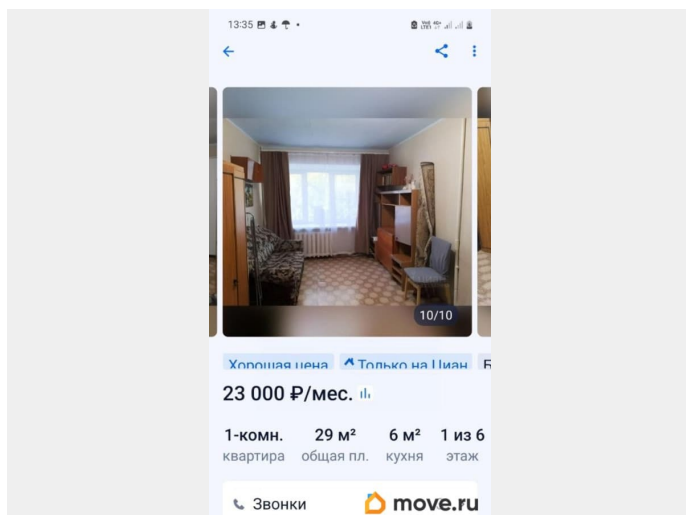 13:35
10/10
Хорошая цена Только на Циан
23 000 ₽/мес.
1-комн. 29 м² 6 м² 1 из 6
квартира общая пл. кухня этаж
Звонки move.ru